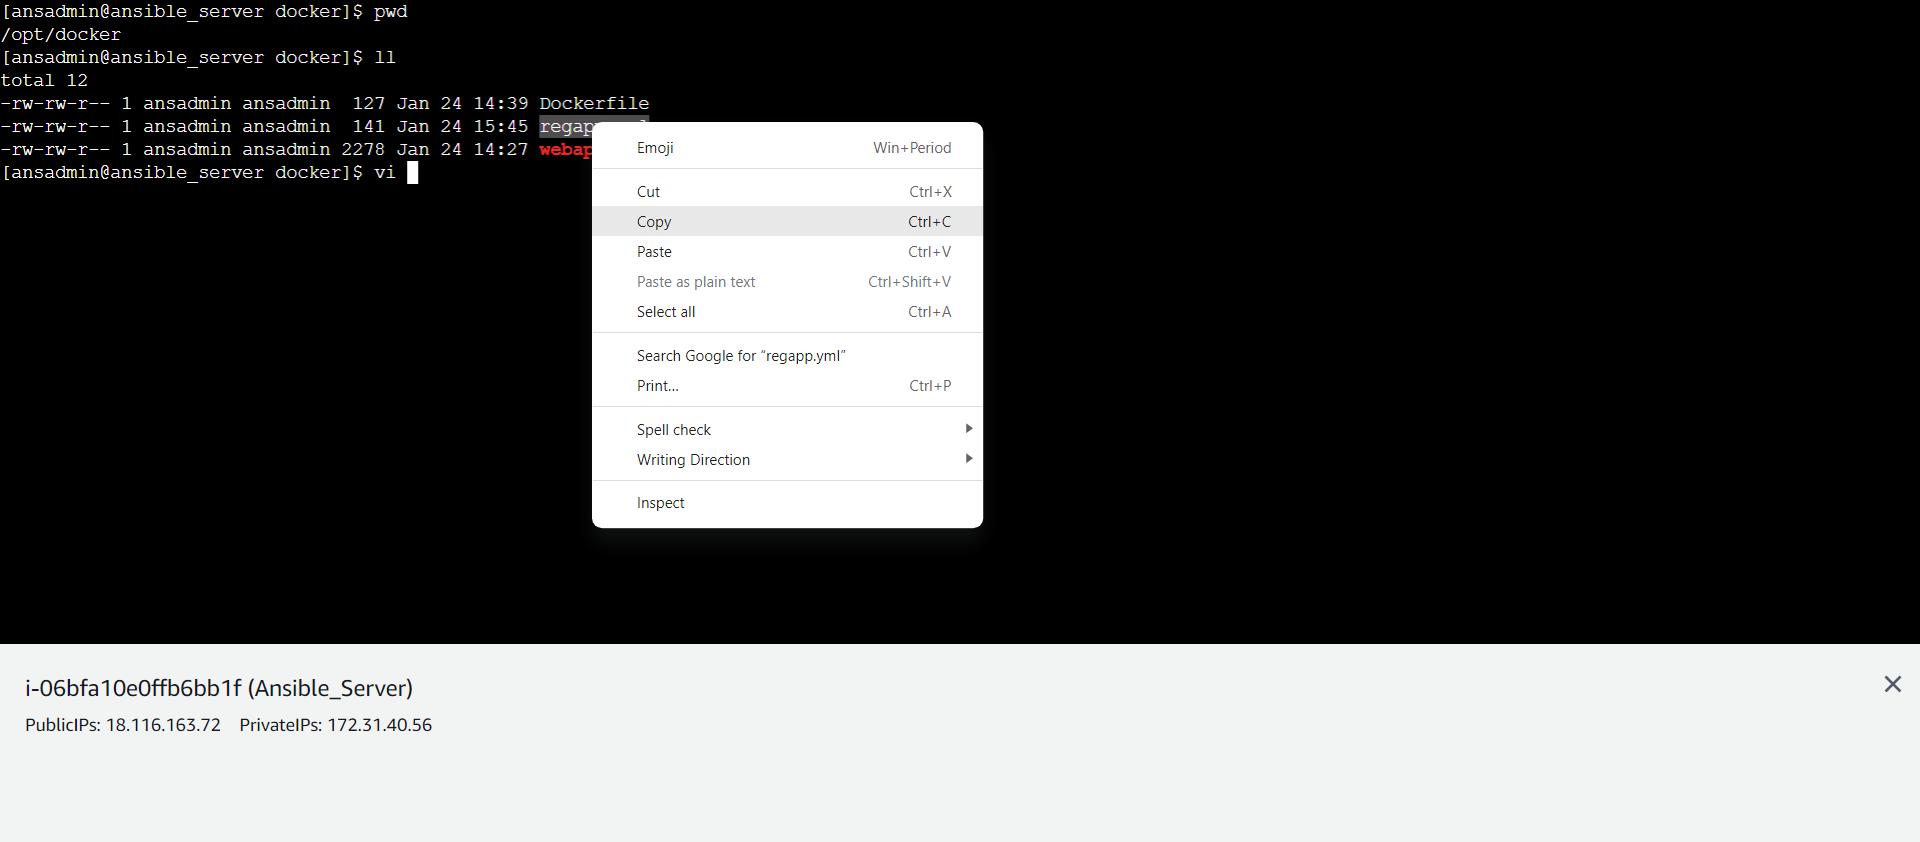 [ansadmin@ansible_server docker]$ pwd
/opt/docker
[ansadmin@ansible_server docker]$ ll
total 12
-rw-rw-r-- 1 ansadmin ansadmin  127 Jan 24 14:39 Dockerfile
-rw-rw-r-- 1 ansadmin ansadmin  141 Jan 24 15:45
-rw-rw-r-- 1 ansadmin ansadmin 2278 Jan 24 14:27
[ansadmin@ansible_server docker]$ vi
Emoji Win+Period
Cut Ctrl+X
Copy Ctrl+C
Paste Ctrl+V
Paste as plain text Ctrl+Shift+V
Select all Ctrl+A
Search Google for “regapp.yml”
Print... Ctrl+P
Spell check
Writing Direction
Inspect
i-06bfa10e0ffb6bb1f (Ansible_Server)
PublicIPs: 18.116.163.72 PrivateIPs: 172.31.40.56